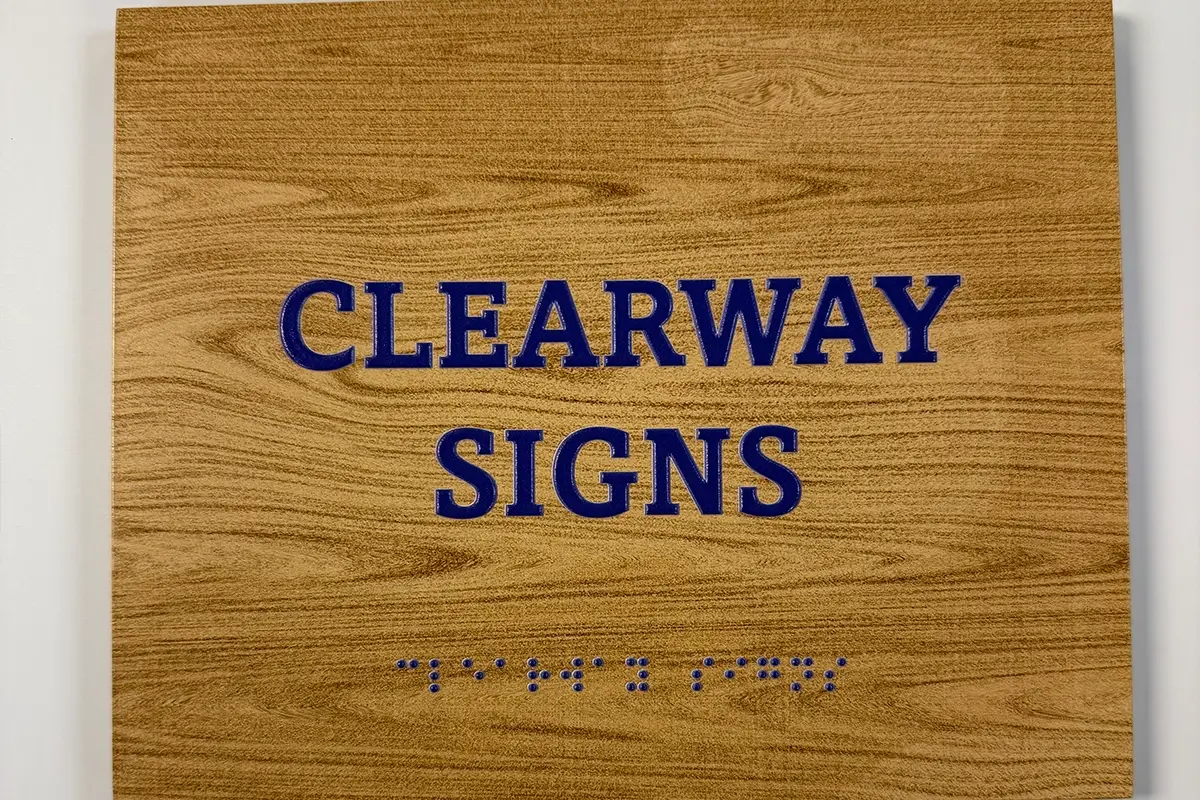 CLEARWAY
SIGNS
⠉⠇⠑⠁⠗⠺⠁⠽ ⠎⠊⠛⠝⠎